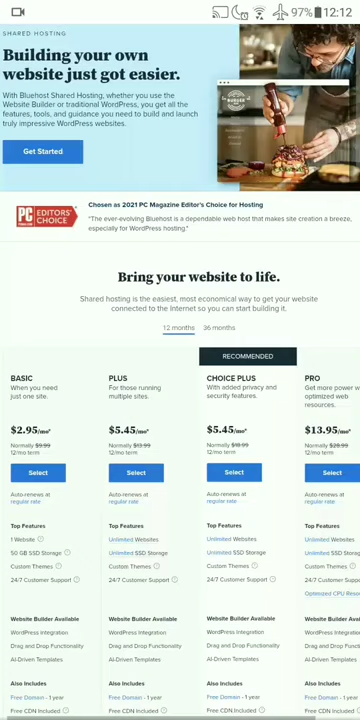 97% 12:12
SHARED HOSTING
Building your own
website just got easier.
With Bluehost Shared Hosting, whether you use the
Website Builder or traditional WordPress, you get all the
features, tools, and guidance you need to build and launch
truly impressive WordPress websites.
Get Started
BURGER
PC
EDITORS'
CHOICE
Chosen as 2021 PC Magazine Editor's Choice for Hosting
"The ever-evolving Bluehost is a dependable web host that makes site creation a breeze,
especially for WordPress hosting."
Bring your website to life.
Shared hosting is the easiest, most economical way to get your website
connected to the Internet so you can start building it.
12 months 36 months
RECOMMENDED
BASIC
When you need
just one site.
$2.95/mo*
Normally $9.99
12/mo term
Select
Auto-renews at
regular rate
Top Features
1 Website
50 GB SSD Storage
Custom Themes
24/7 Customer Support
Website Builder Available
WordPress Integration
Drag and Drop Functionality
AI-Driven Templates
Also Includes
Free Domain - 1 year
Free CDN Included
PLUS
For those running
multiple sites.
$5.45/mo*
Normally $13.99
12/mo term
Select
Auto-renews at
regular rate
Top Features
Unlimited Websites
Unlimited SSD Storage
Custom Themes
24/7 Customer Support
Website Builder Available
WordPress Integration
Drag and Drop Functionality
AI-Driven Templates
Also Includes
Free Domain - 1 year
Free CDN Included
CHOICE PLUS
With added privacy and
security features.
$5.45/mo*
Normally $18.99
12/mo term
Select
Auto-renews at
regular rate
Top Features
Unlimited Websites
Unlimited SSD Storage
Custom Themes
24/7 Customer Support
Website Builder Available
WordPress Integration
Drag and Drop Functionality
AI-Driven Templates
Also Includes
Free Domain - 1 year
Free CDN Included
PRO
Get more power w
optimized web
resources.
$13.95/mo*
Normally $28.99
12/mo term
Select
Auto-renews at
regular rate
Top Features
Unlimited Websites
Unlimited SSD Storage
Custom Themes
24/7 Customer Suppo
Optimized CPU Resou
Website Builder Avail
WordPress Integration
Drag and Drop Functi
AI-Driven Templates
Also Includes
Free Domain - 1 year
Free CDN Included